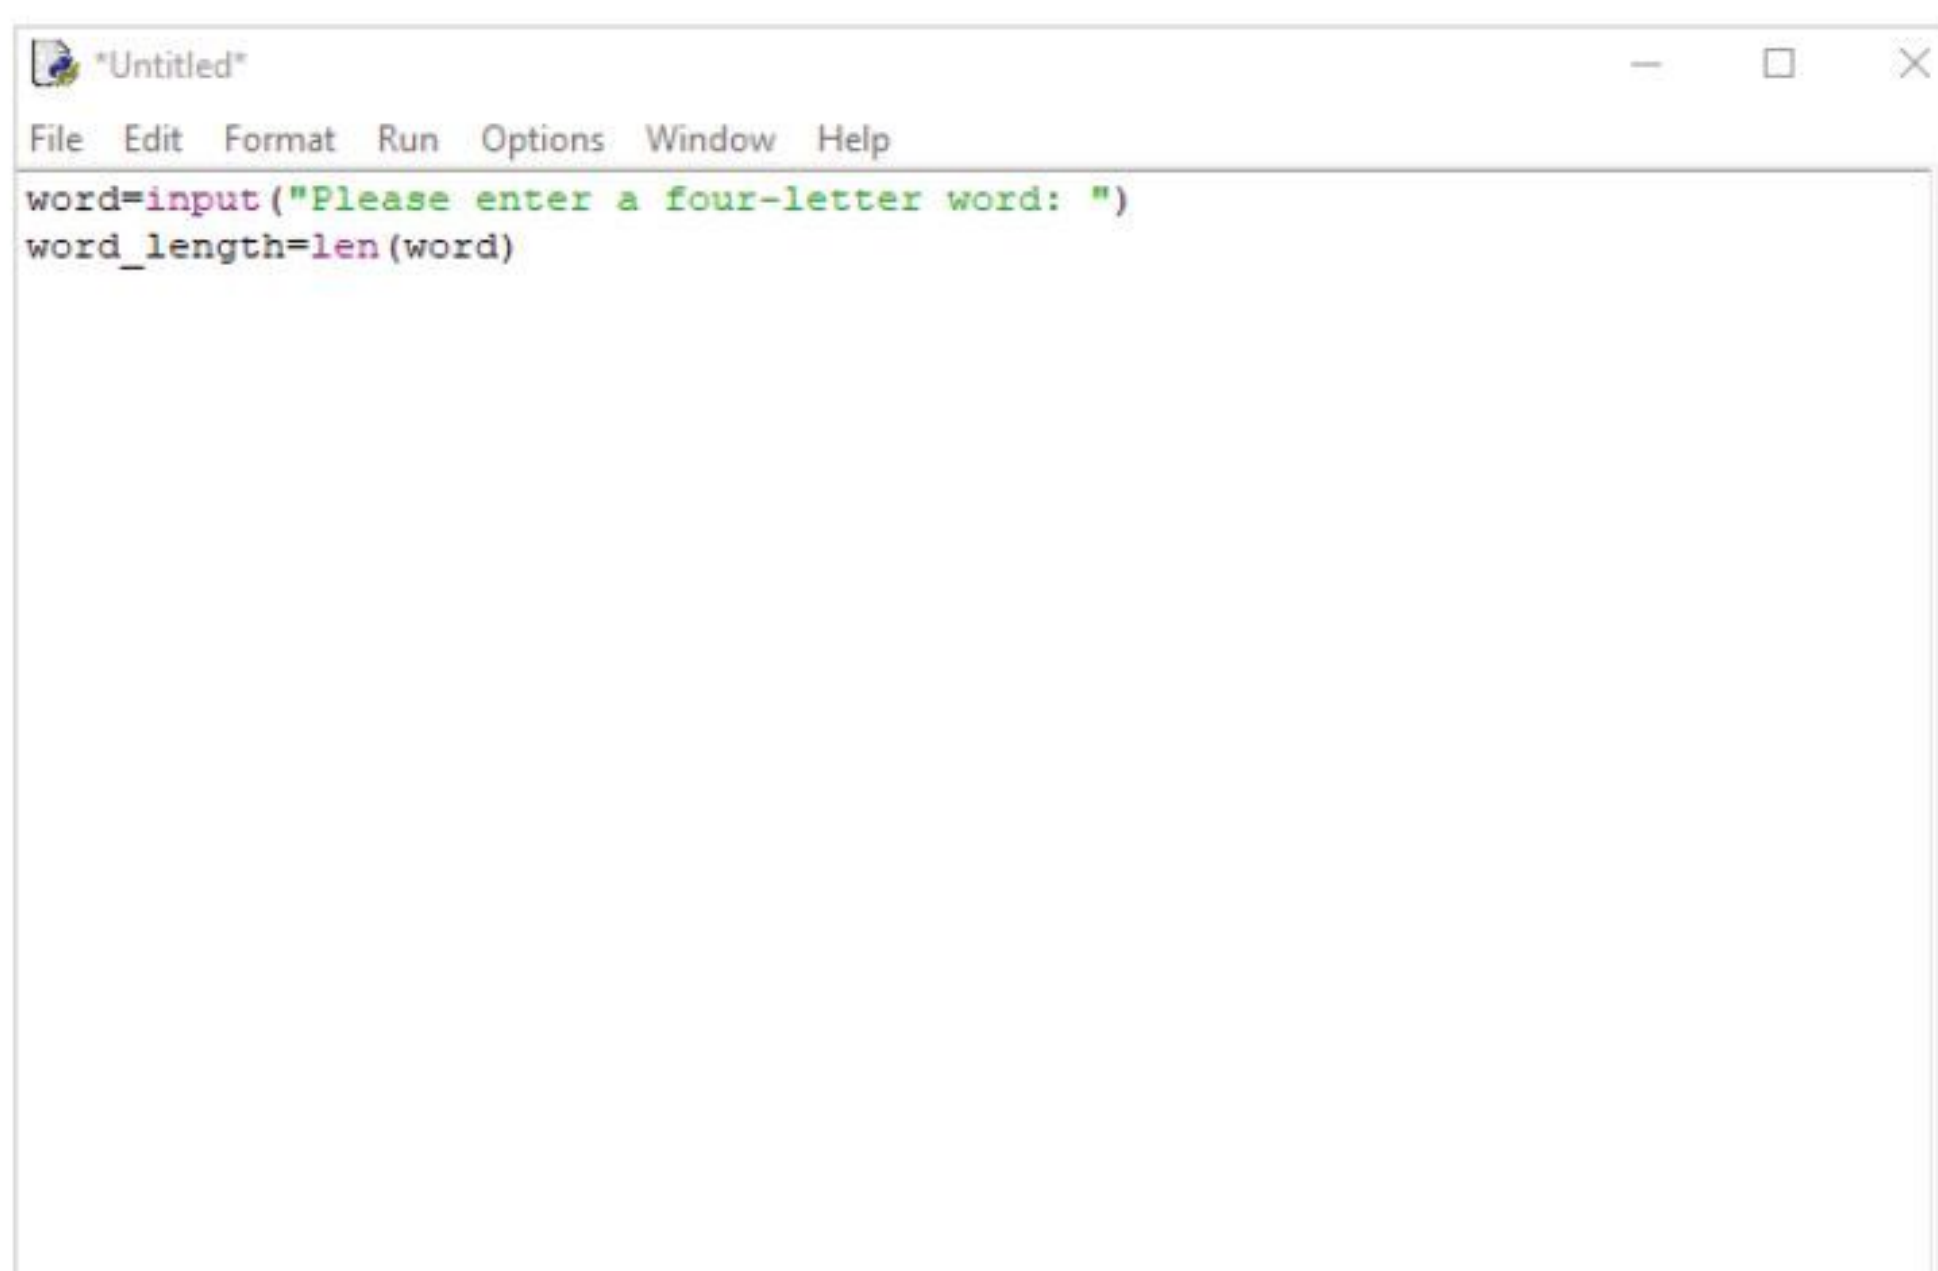 *Untitled*
File Edit Format Run Options Window Help
word=input("Please enter a four-letter word: ")
word_length=len(word)